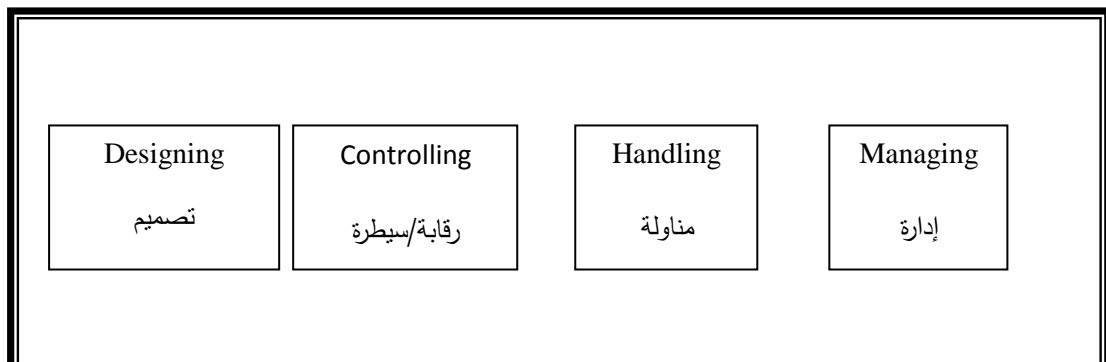 Designing
تصميم
Controlling
رقابة/سيطرة
Handling
مناولة
Managing
إدارة